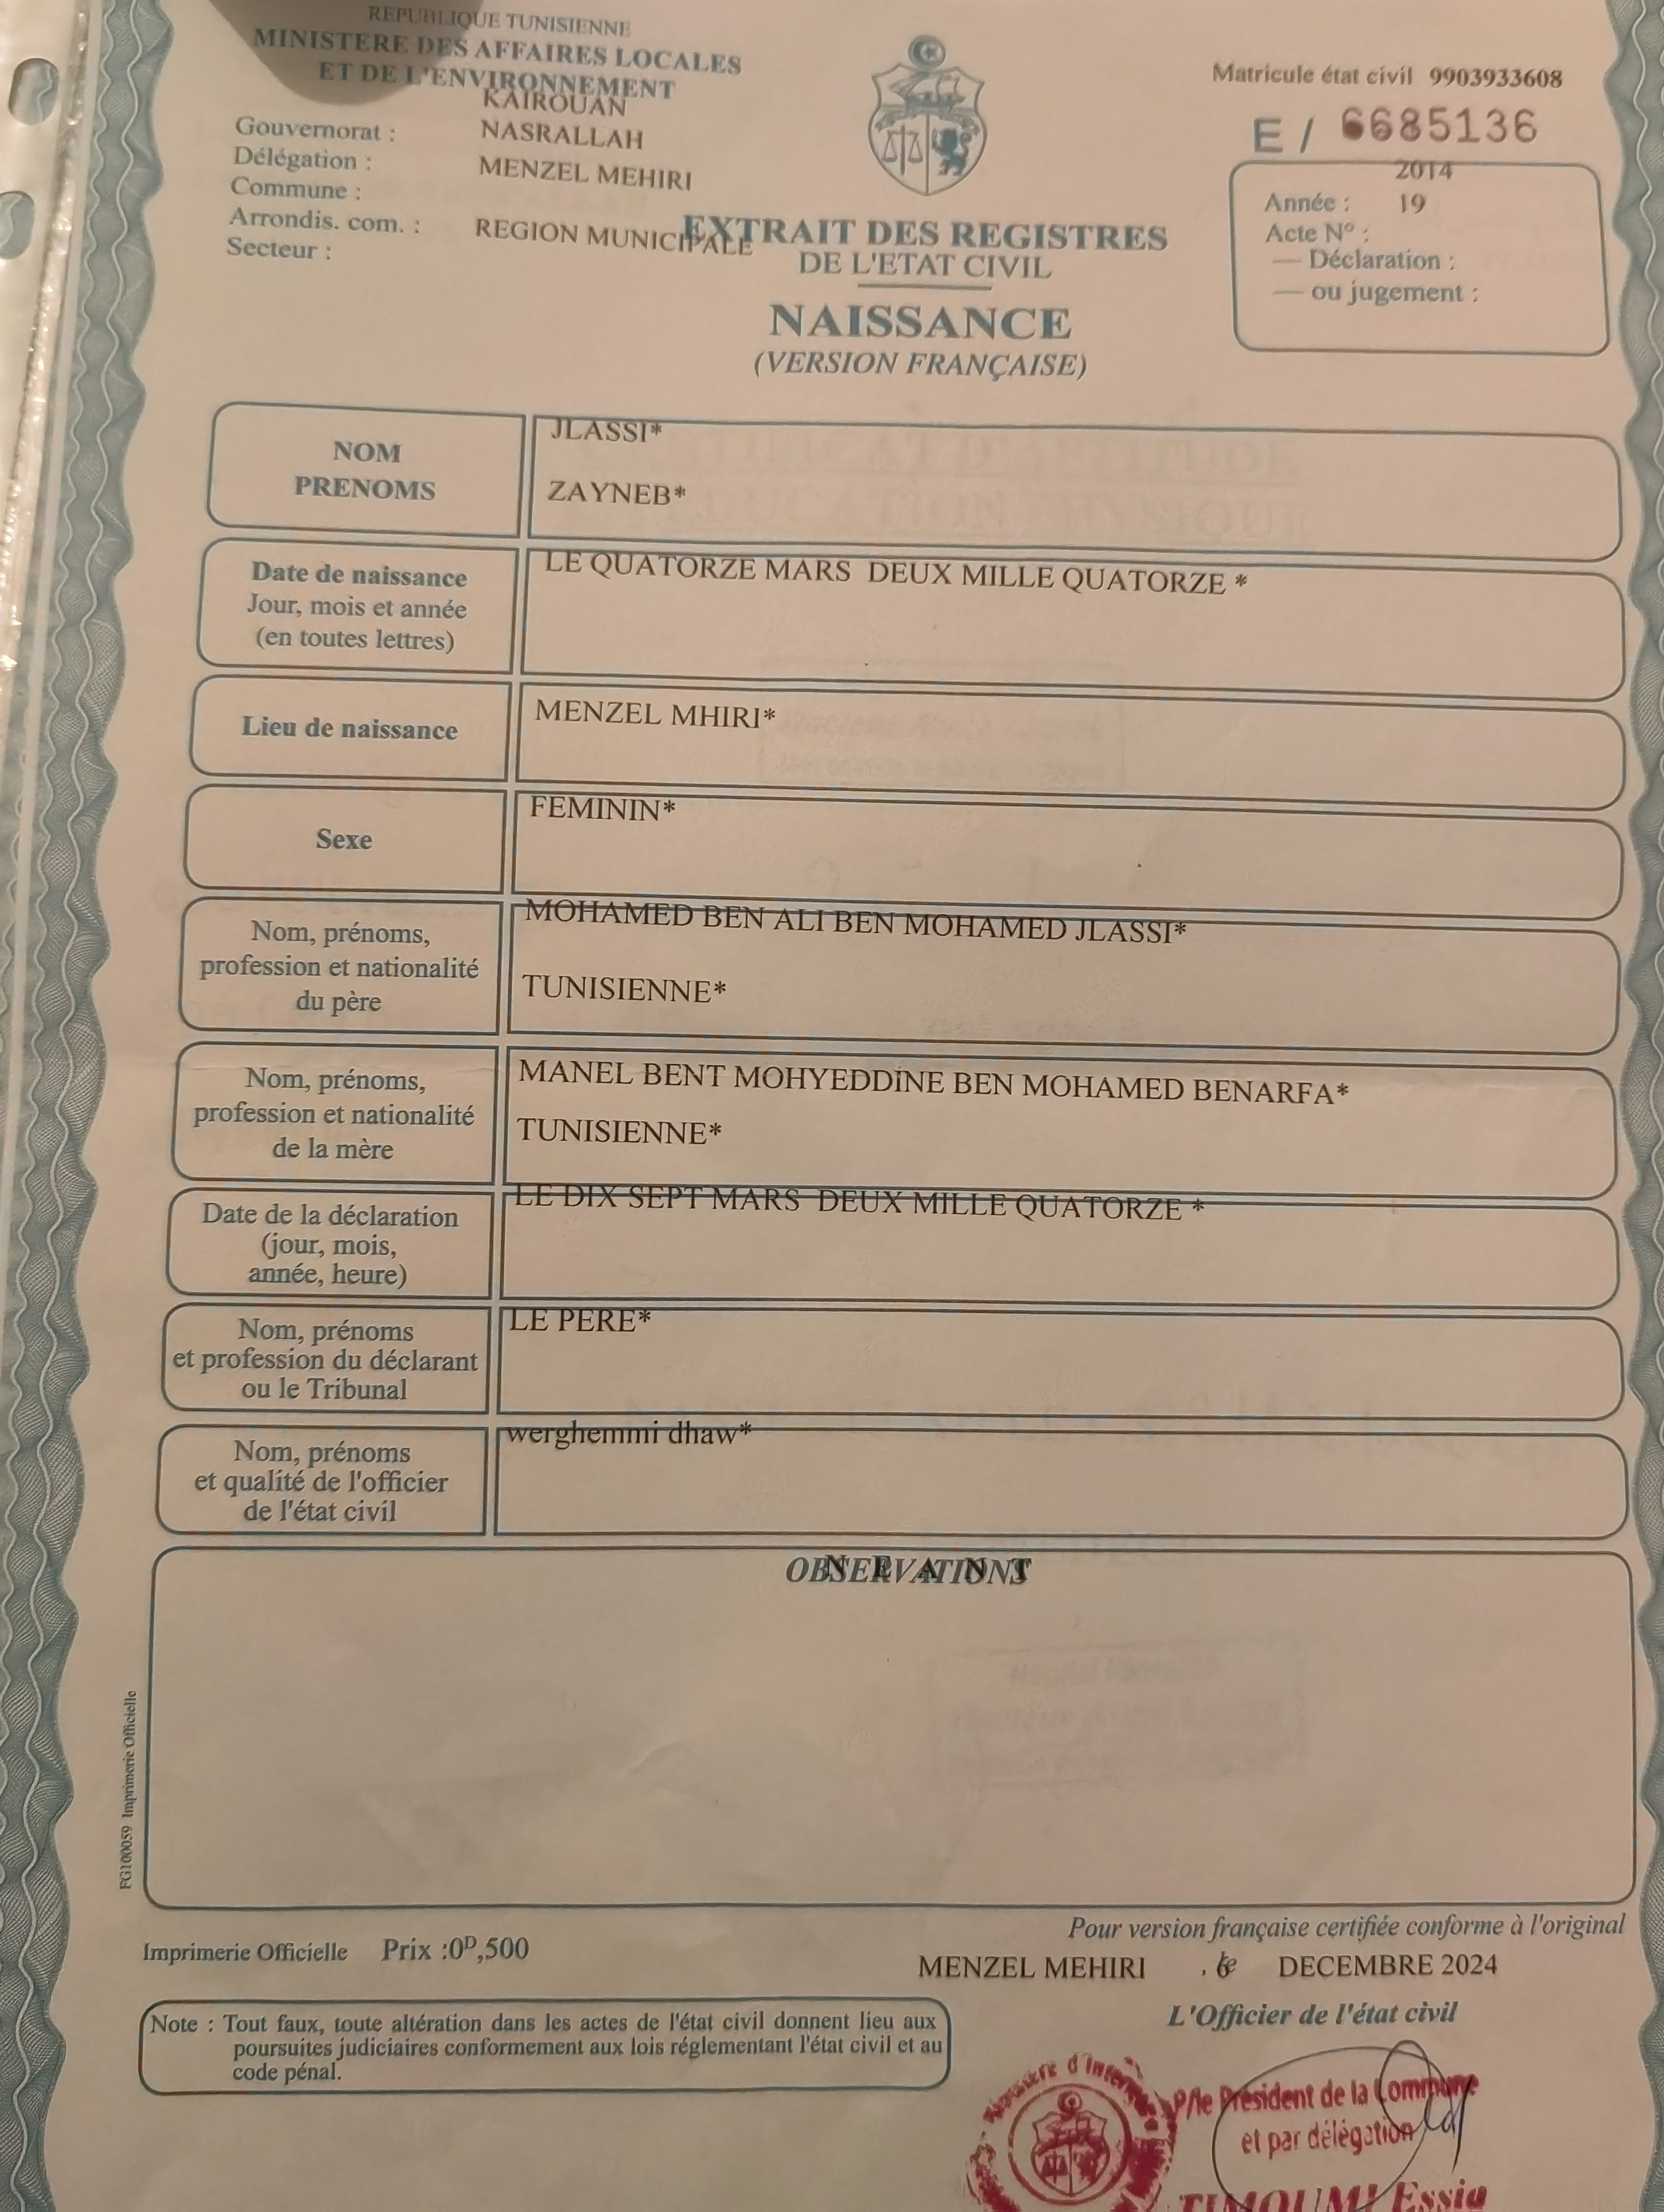 REPUBLIQUE TUNISIENNE
MINISTERE DES AFFAIRES LOCALES
ET DE L'ENVIRONNEMENT
KAIROUAN
Gouvernorat : NASRALLAH
Délégation : MENZEL MEHIRI
Commune :
Arrondis. com. : REGION MUNICIPALE
Secteur :
Matricule état civil 9903933608
E / 6685136
2014
Année : 19
Acte N° :
— Déclaration :
— ou jugement :
EXTRAIT DES REGISTRES
DE L'ETAT CIVIL
NAISSANCE
(VERSION FRANÇAISE)
NOM JLASSI*
PRENOMS ZAYNEB*
Date de naissance LE QUATORZE MARS DEUX MILLE QUATORZE *
Jour, mois et année
(en toutes lettres)
Lieu de naissance MENZEL MHIRI*
Sexe FEMININ*
Nom, prénoms, MOHAMED BEN ALI BEN MOHAMED JLASSI*
profession et nationalité TUNISIENNE*
du père
Nom, prénoms, MANEL BENT MOHYEDDINE BEN MOHAMED BENARFA*
profession et nationalité TUNISIENNE*
de la mère
Date de la déclaration LE DIX SEPT MARS DEUX MILLE QUATORZE *
(jour, mois,
année, heure)
Nom, prénoms LE PERE*
et profession du déclarant
ou le Tribunal
Nom, prénoms werghemmi dhaw*
et qualité de l'officier
de l'état civil
OBSERVATIONS
N E A N T
FG100059 Imprimerie Officielle
Pour version française certifiée conforme à l'original
Imprimerie Officielle Prix :0ᴰ,500
MENZEL MEHIRI , le 6 DECEMBRE 2024
L'Officier de l'état civil
Note : Tout faux, toute altération dans les actes de l'état civil donnent lieu aux
poursuites judiciaires conformement aux lois réglementant l'état civil et au
code pénal.
P/le Président de la Commune
et par délégation
TIMOUMI Essia